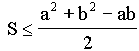 S ≤ (a² + b² − ab) / 2